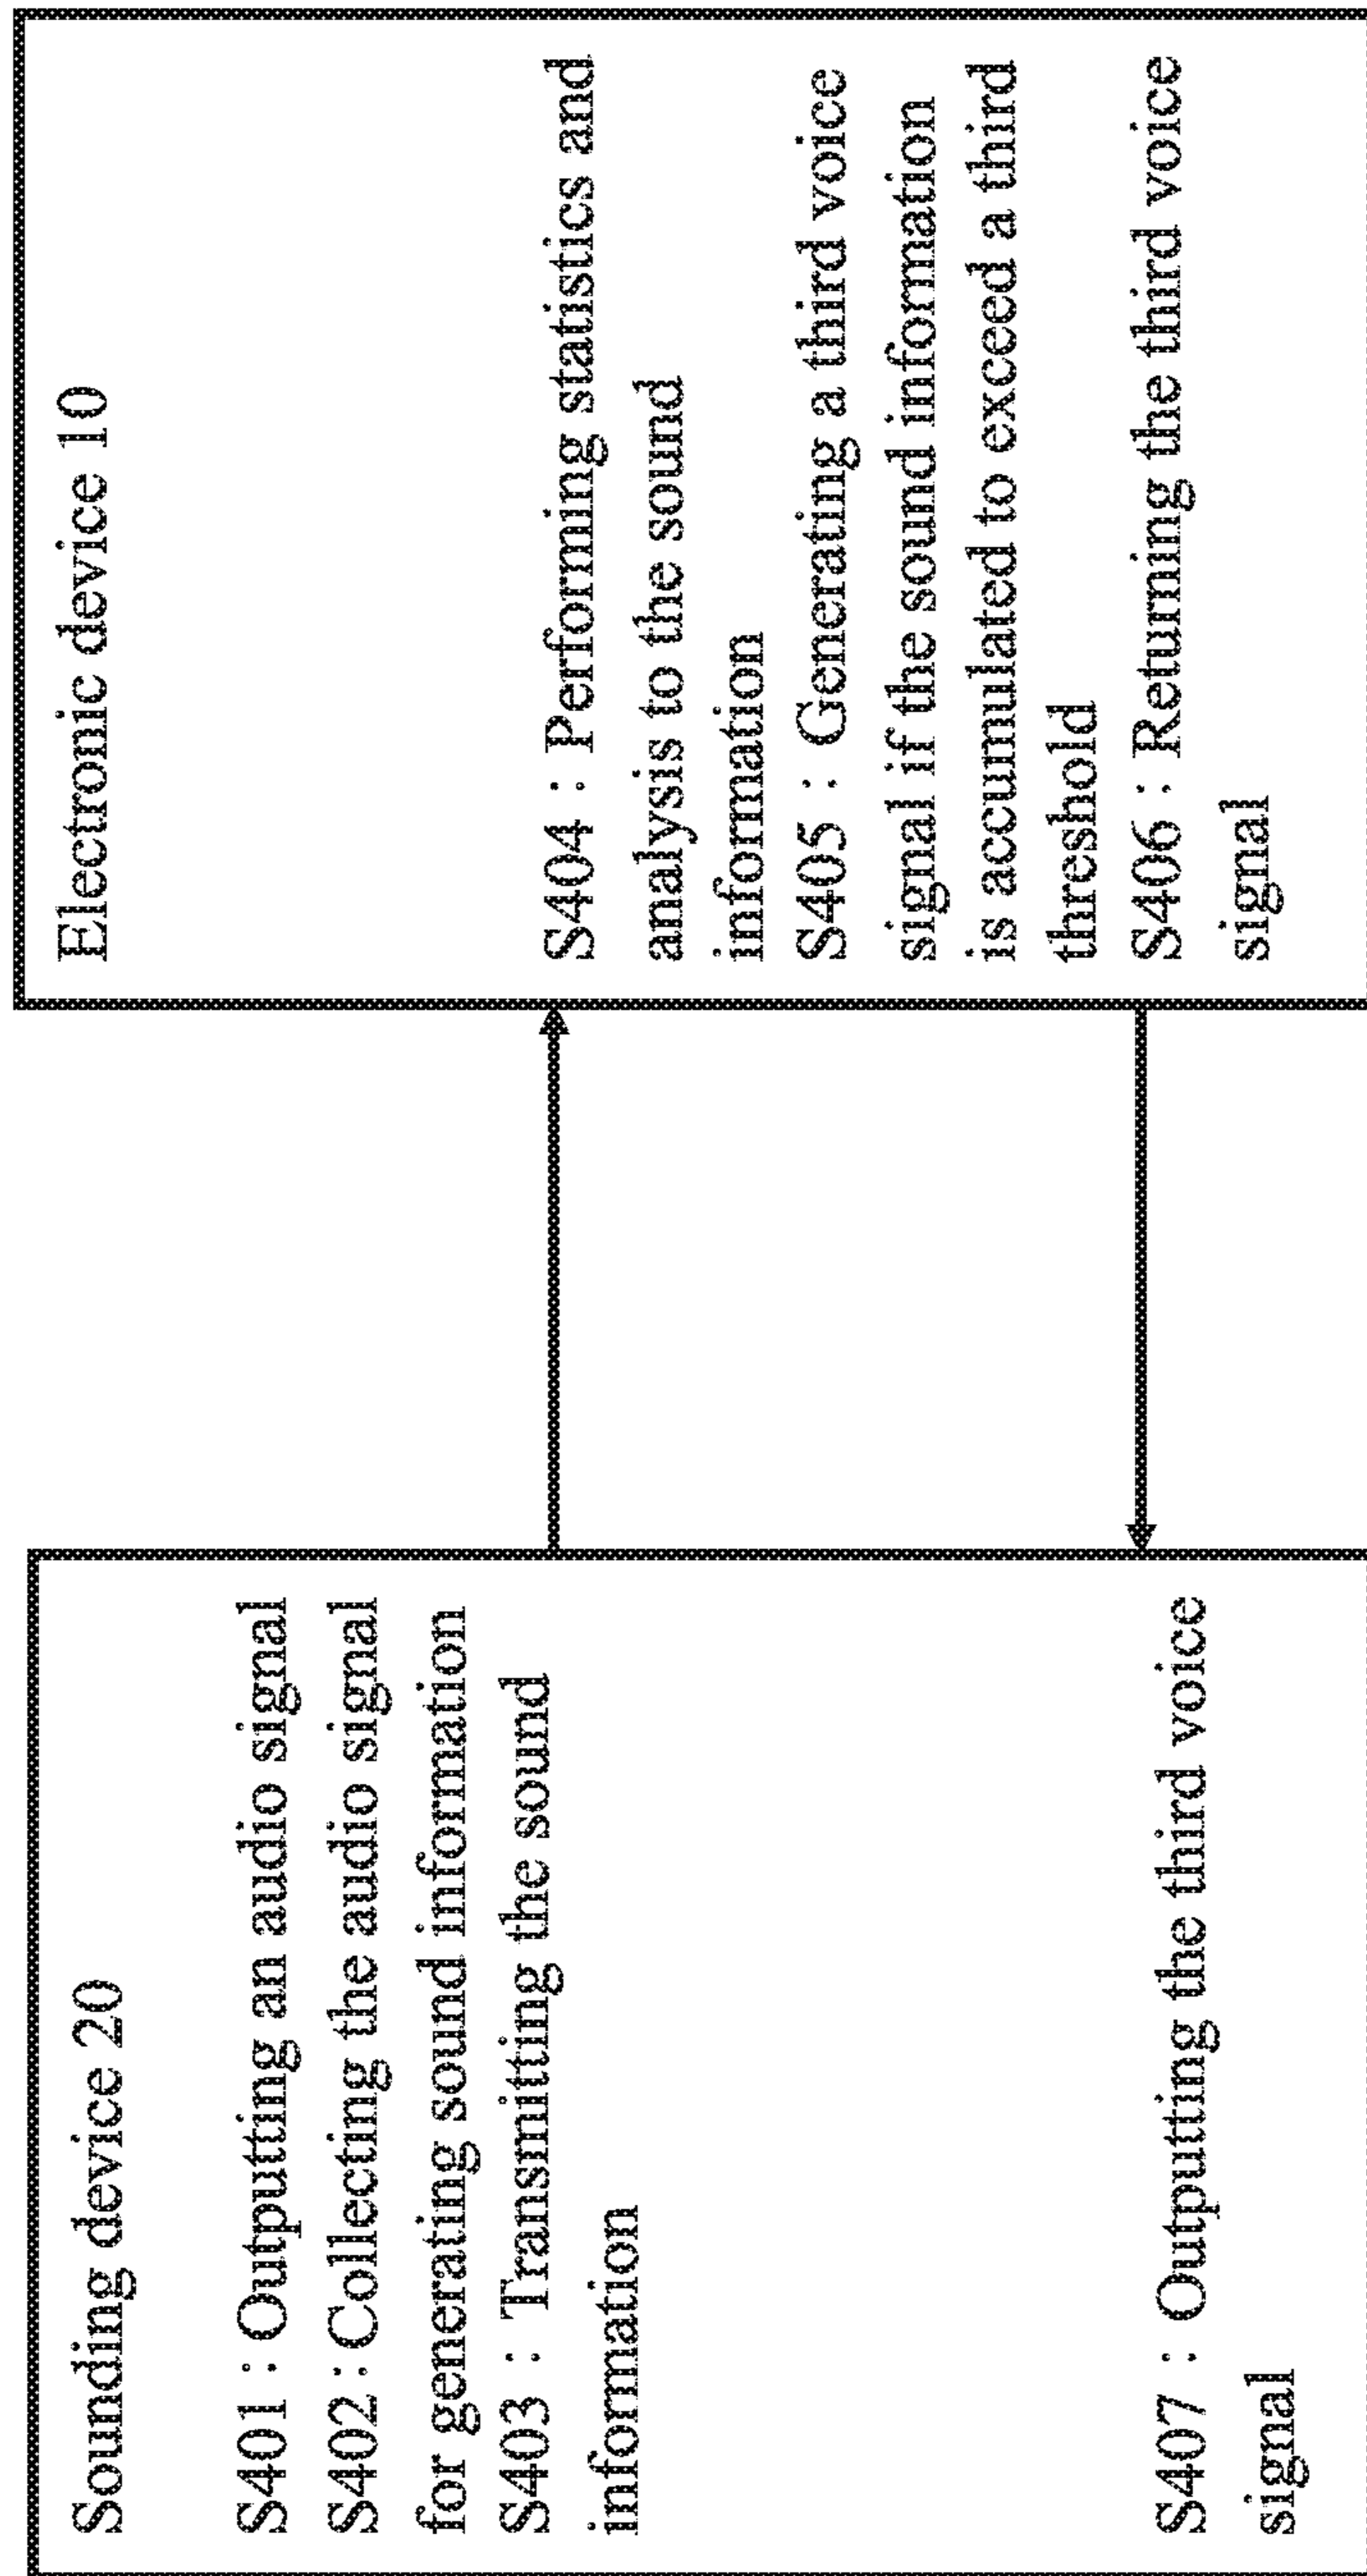 Sounding device 20
S401 : Outputting an audio signal
S402 : Collecting the audio signal
for generating sound information
S403 : Transmitting the sound
information
S407 : Outputting the third voice
signal
Electronic device 10
S404 : Performing statistics and
analysis to the sound
information
S405 : Generating a third voice
signal if the sound information
is accumulated to exceed a third
threshold
S406 : Returning the third voice
signal